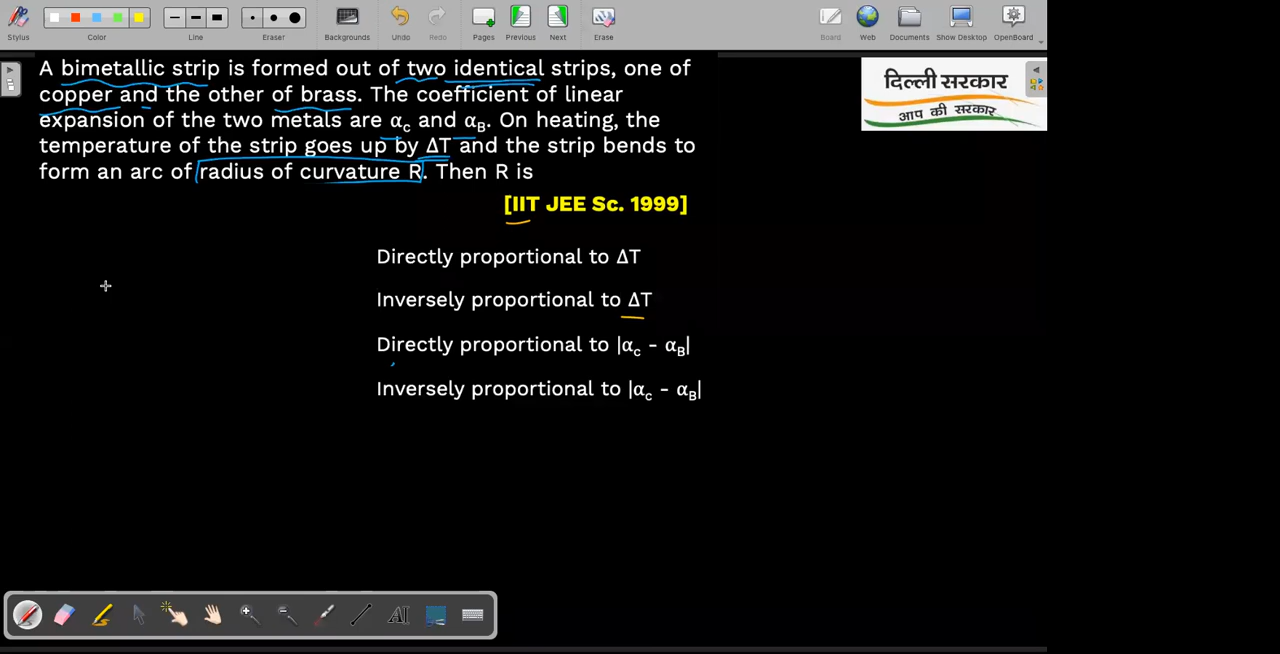 Stylus
Color
Line
Eraser
Backgrounds
Undo
Redo
Pages
Previous
Next
Erase
Board
Web
Documents
Show Desktop
OpenBoard
A bimetallic strip is formed out of two identical strips, one of
copper and the other of brass. The coefficient of linear
expansion of the two metals are αc and αB. On heating, the
temperature of the strip goes up by ΔT and the strip bends to
form an arc of radius of curvature R. Then R is
[IIT JEE Sc. 1999]
Directly proportional to ΔT
Inversely proportional to ΔT
Directly proportional to |αc - αB|
Inversely proportional to |αc - αB|
दिल्ली सरकार
आप की सरकार
AI